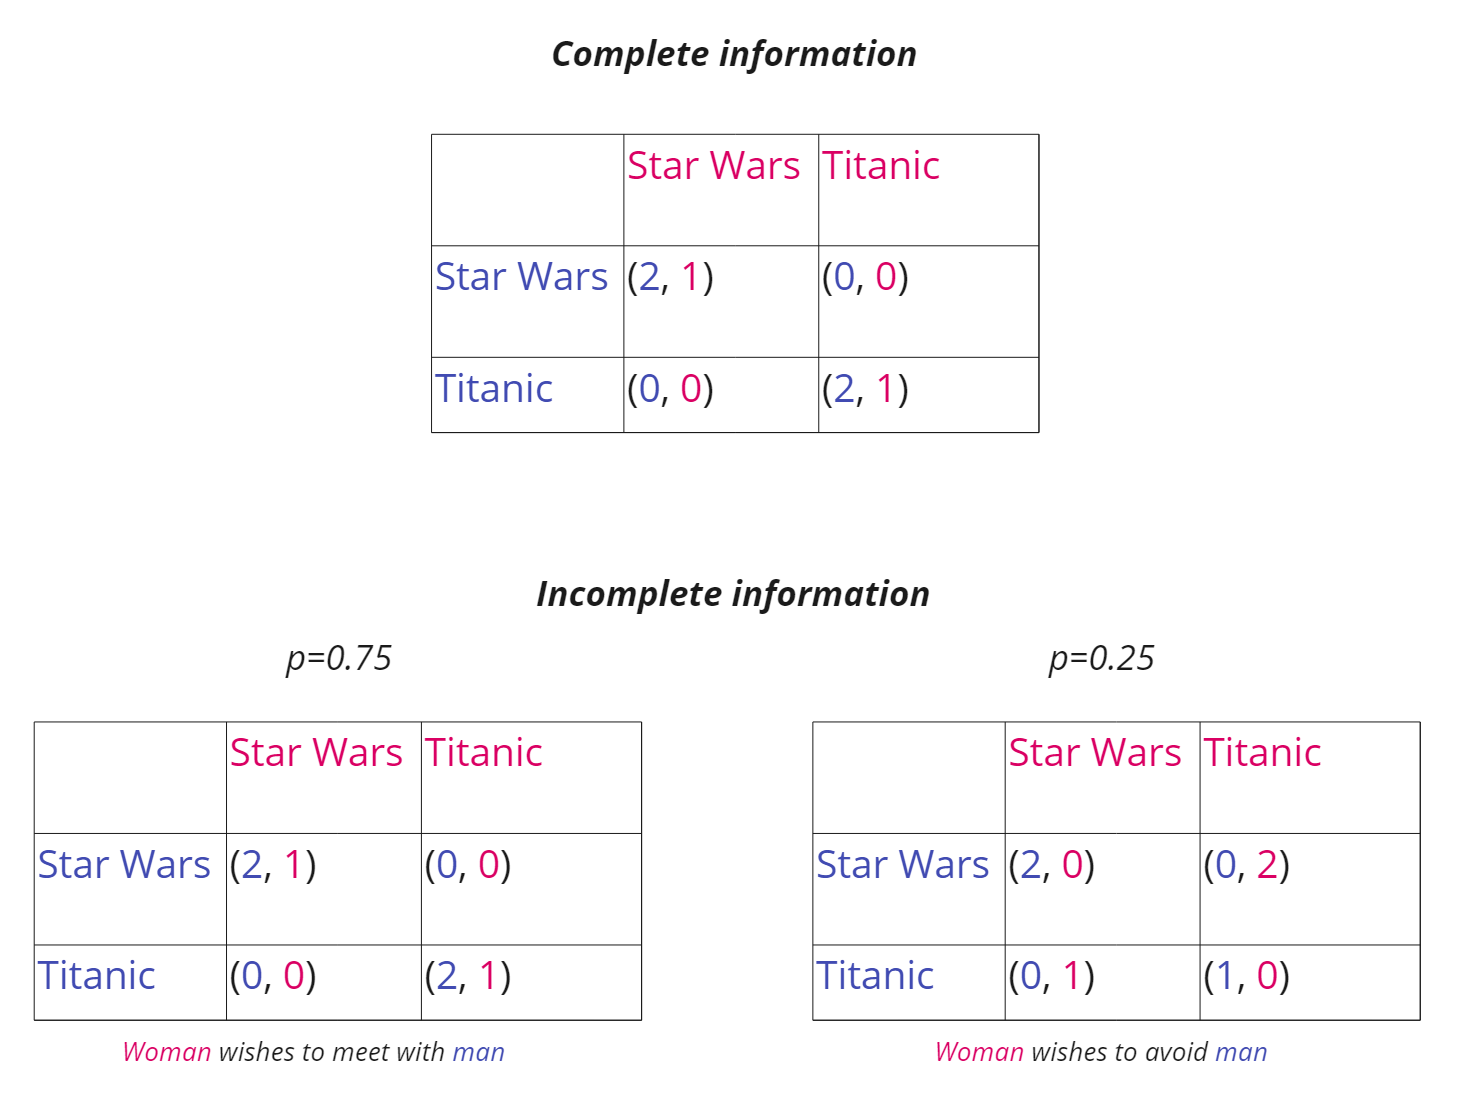 Complete information
Star Wars Titanic
Star Wars (2, 1) (0, 0)
Titanic (0, 0) (2, 1)
Incomplete information
p=0.75
p=0.25
Star Wars Titanic
Star Wars (2, 1) (0, 0)
Titanic (0, 0) (2, 1)
Woman wishes to meet with man
Star Wars Titanic
Star Wars (2, 0) (0, 2)
Titanic (0, 1) (1, 0)
Woman wishes to avoid man